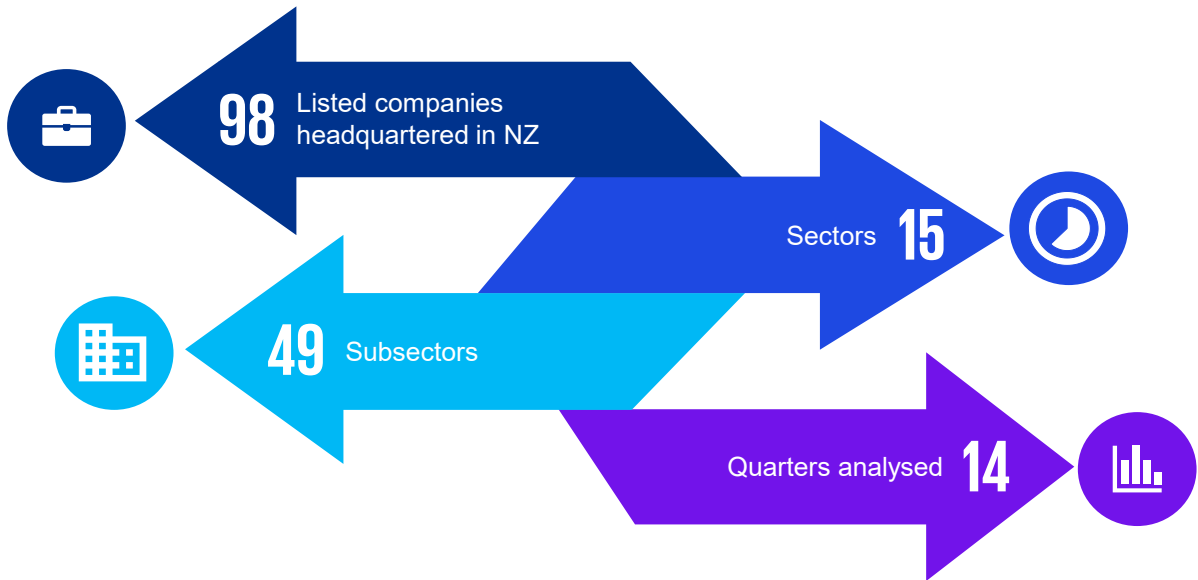 98 Listed companies
headquartered in NZ
Sectors 15
49 Subsectors
Quarters analysed 14